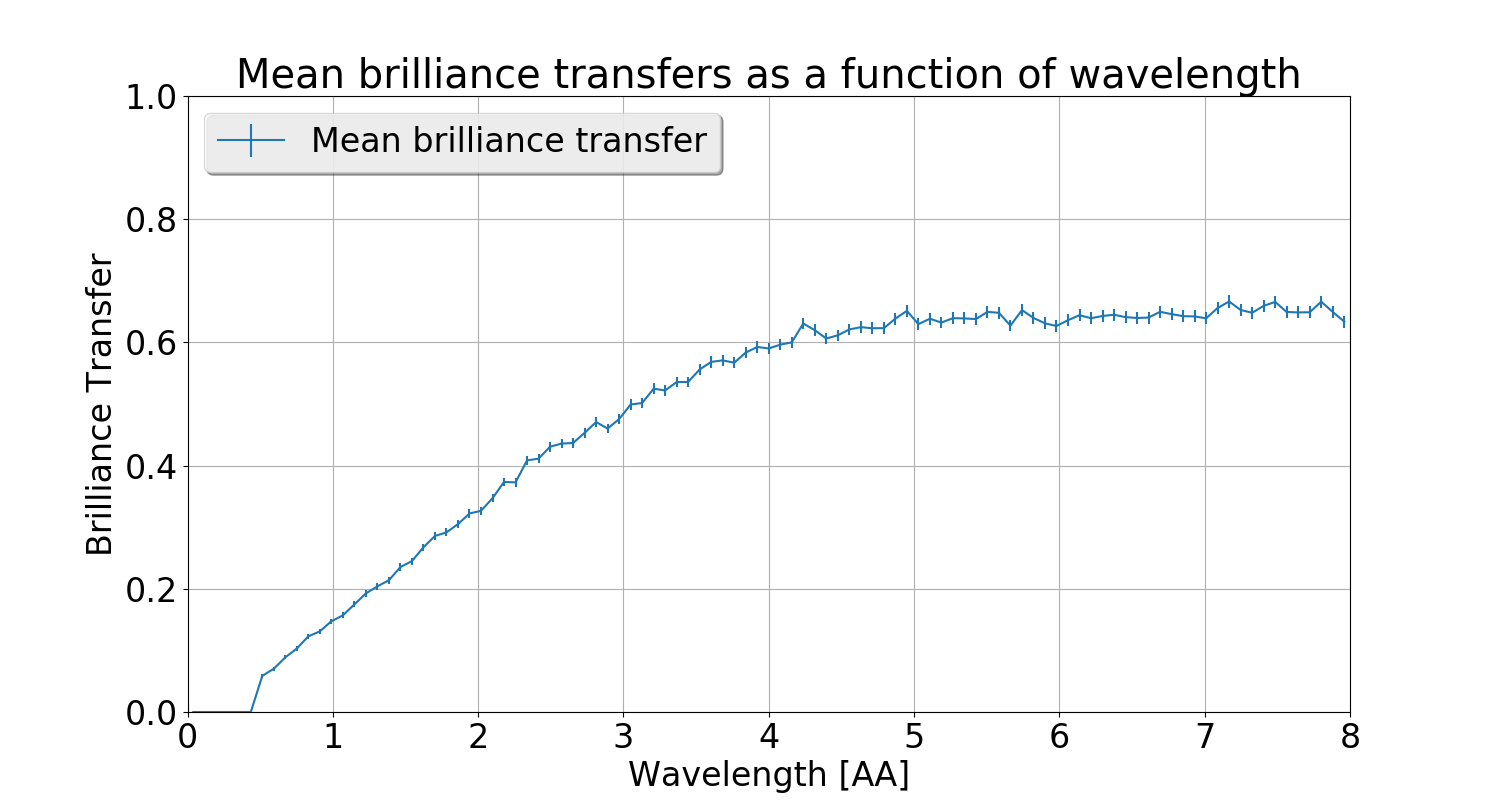 Mean brilliance transfers as a function of wavelength
Mean brilliance transfer
Brilliance Transfer
1.0
0.8
0.6
0.4
0.2
0.0
0 1 2 3 4 5 6 7 8
Wavelength [AA]